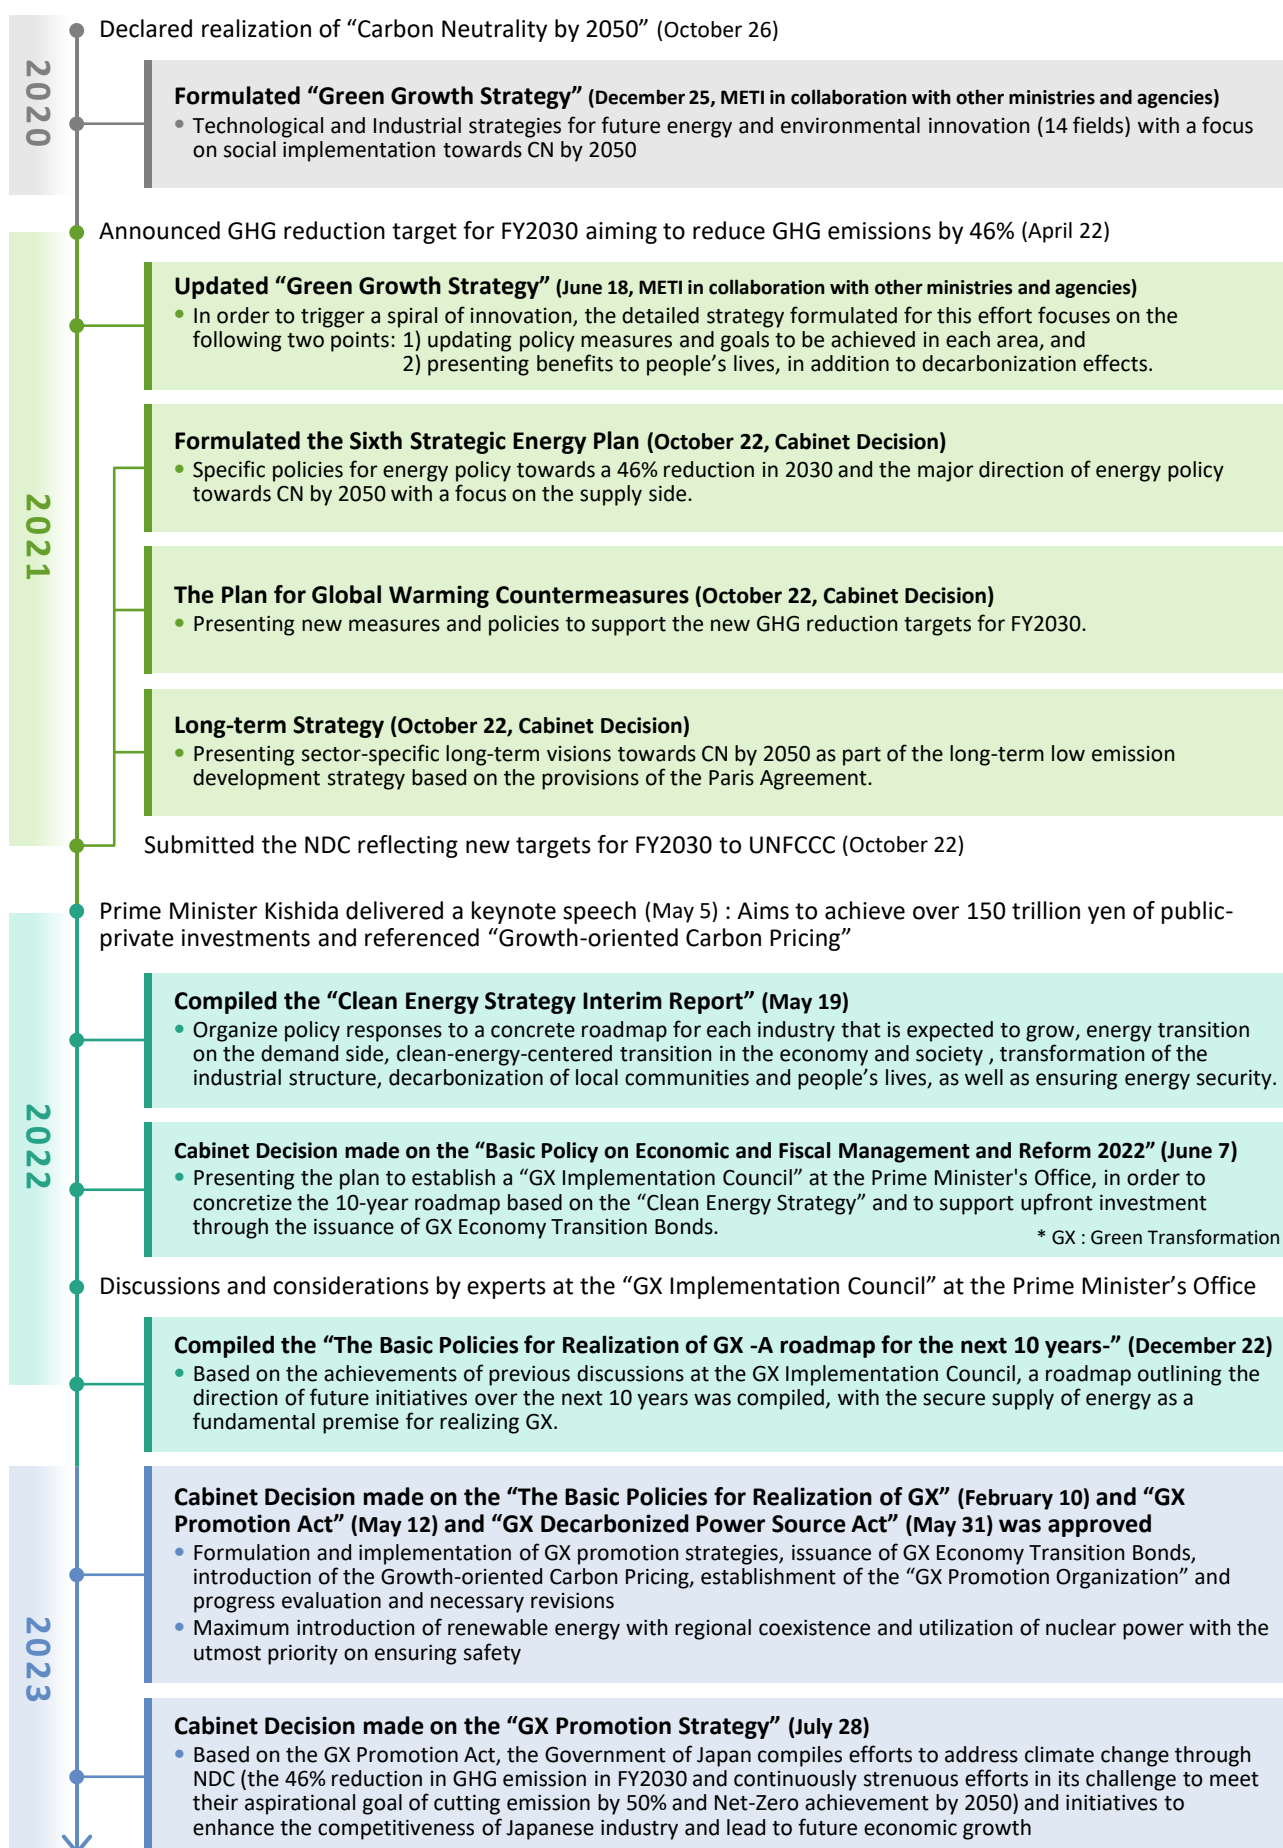 Declared realization of “Carbon Neutrality by 2050” (October 26)
2020
Formulated “Green Growth Strategy” (December 25, METI in collaboration with other ministries and agencies)
• Technological and Industrial strategies for future energy and environmental innovation (14 fields) with a focus
on social implementation towards CN by 2050
Announced GHG reduction target for FY2030 aiming to reduce GHG emissions by 46% (April 22)
2021
Updated “Green Growth Strategy” (June 18, METI in collaboration with other ministries and agencies)
• In order to trigger a spiral of innovation, the detailed strategy formulated for this effort focuses on the
following two points: 1) updating policy measures and goals to be achieved in each area, and
2) presenting benefits to people’s lives, in addition to decarbonization effects.
Formulated the Sixth Strategic Energy Plan (October 22, Cabinet Decision)
• Specific policies for energy policy towards a 46% reduction in 2030 and the major direction of energy policy
towards CN by 2050 with a focus on the supply side.
The Plan for Global Warming Countermeasures (October 22, Cabinet Decision)
• Presenting new measures and policies to support the new GHG reduction targets for FY2030.
Long-term Strategy (October 22, Cabinet Decision)
• Presenting sector-specific long-term visions towards CN by 2050 as part of the long-term low emission
development strategy based on the provisions of the Paris Agreement.
Submitted the NDC reflecting new targets for FY2030 to UNFCCC (October 22)
Prime Minister Kishida delivered a keynote speech (May 5) : Aims to achieve over 150 trillion yen of public-
private investments and referenced “Growth-oriented Carbon Pricing”
2022
Compiled the “Clean Energy Strategy Interim Report” (May 19)
• Organize policy responses to a concrete roadmap for each industry that is expected to grow, energy transition
on the demand side, clean-energy-centered transition in the economy and society , transformation of the
industrial structure, decarbonization of local communities and people’s lives, as well as ensuring energy security.
Cabinet Decision made on the “Basic Policy on Economic and Fiscal Management and Reform 2022” (June 7)
• Presenting the plan to establish a “GX Implementation Council” at the Prime Minister's Office, in order to
concretize the 10-year roadmap based on the “Clean Energy Strategy” and to support upfront investment
through the issuance of GX Economy Transition Bonds.
* GX : Green Transformation
Discussions and considerations by experts at the “GX Implementation Council” at the Prime Minister’s Office
Compiled the “The Basic Policies for Realization of GX -A roadmap for the next 10 years-” (December 22)
• Based on the achievements of previous discussions at the GX Implementation Council, a roadmap outlining the
direction of future initiatives over the next 10 years was compiled, with the secure supply of energy as a
fundamental premise for realizing GX.
2023
Cabinet Decision made on the “The Basic Policies for Realization of GX” (February 10) and “GX
Promotion Act” (May 12) and “GX Decarbonized Power Source Act” (May 31) was approved
• Formulation and implementation of GX promotion strategies, issuance of GX Economy Transition Bonds,
introduction of the Growth-oriented Carbon Pricing, establishment of the “GX Promotion Organization” and
progress evaluation and necessary revisions
• Maximum introduction of renewable energy with regional coexistence and utilization of nuclear power with the
utmost priority on ensuring safety
Cabinet Decision made on the “GX Promotion Strategy” (July 28)
• Based on the GX Promotion Act, the Government of Japan compiles efforts to address climate change through
NDC (the 46% reduction in GHG emission in FY2030 and continuously strenuous efforts in its challenge to meet
their aspirational goal of cutting emission by 50% and Net-Zero achievement by 2050) and initiatives to
enhance the competitiveness of Japanese industry and lead to future economic growth